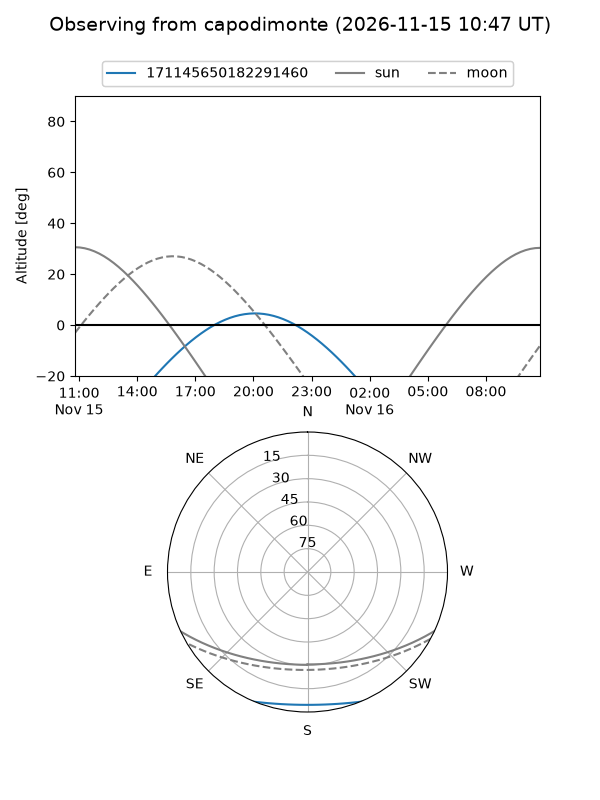 Observing from capodimonte (2026-11-15 10:47 UT)
171145650182291460 sun moon
80
60
40
20
0
−20
Altitude [deg]
11:00 14:00 17:00 20:00 23:00 02:00 05:00 08:00
Nov 15 Nov 16
N
NE NW
15
30
45
60
75
E W
SE SW
S